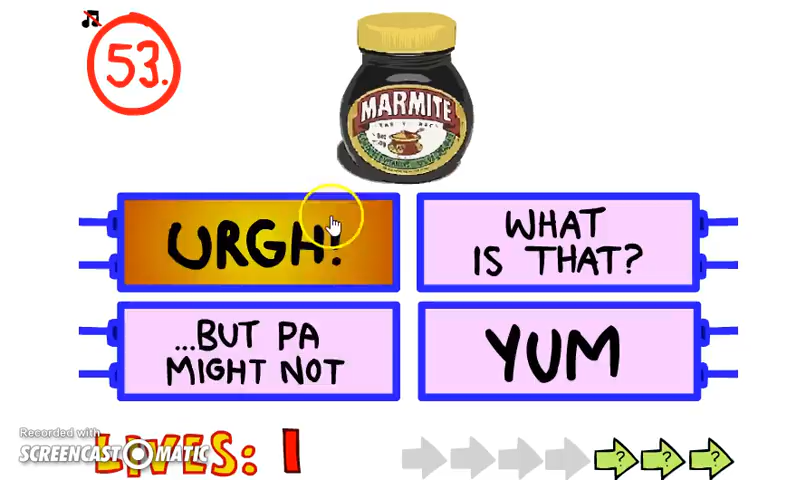 53.
MARMITE
URGH!
WHAT
IS THAT?
...BUT PA
MIGHT NOT
YUM
? ? ?
Recorded with
SCREENCAST MATIC
LIVES: 1